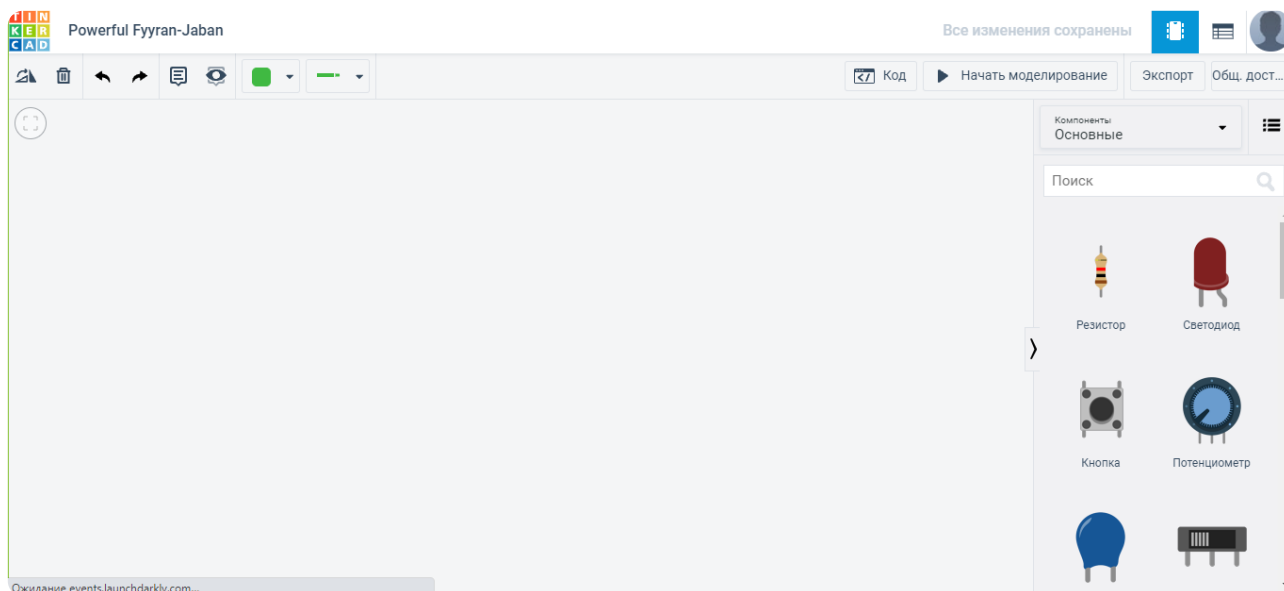 TIN
KER
CAD
Powerful Fyyran-Jaban
Все изменения сохранены
Код
Начать моделирование
Экспорт
Общ. дост...
Компоненты
Основные
Поиск
Резистор
Светодиод
Кнопка
Потенциометр
Ожидание events.launchdarkly.com...